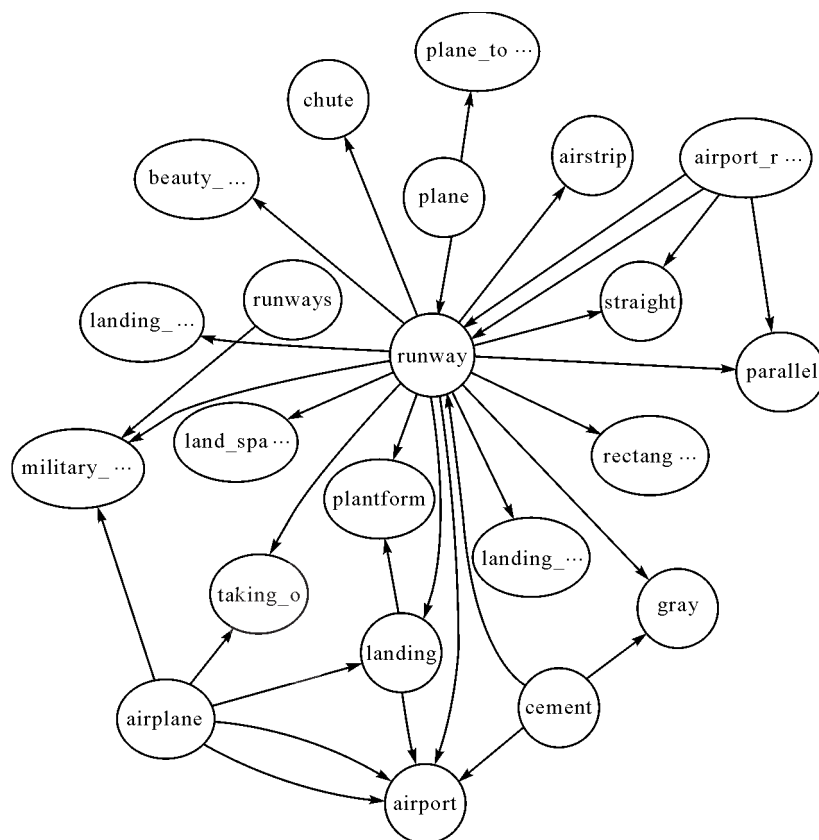 plane_to …
chute
airstrip
airport_r …
beauty_ …
plane
runways
straight
landing_ …
runway
parallel
land_spa …
rectang …
military_ …
plantform
landing_ …
taking_o
gray
landing
cement
airplane
airport